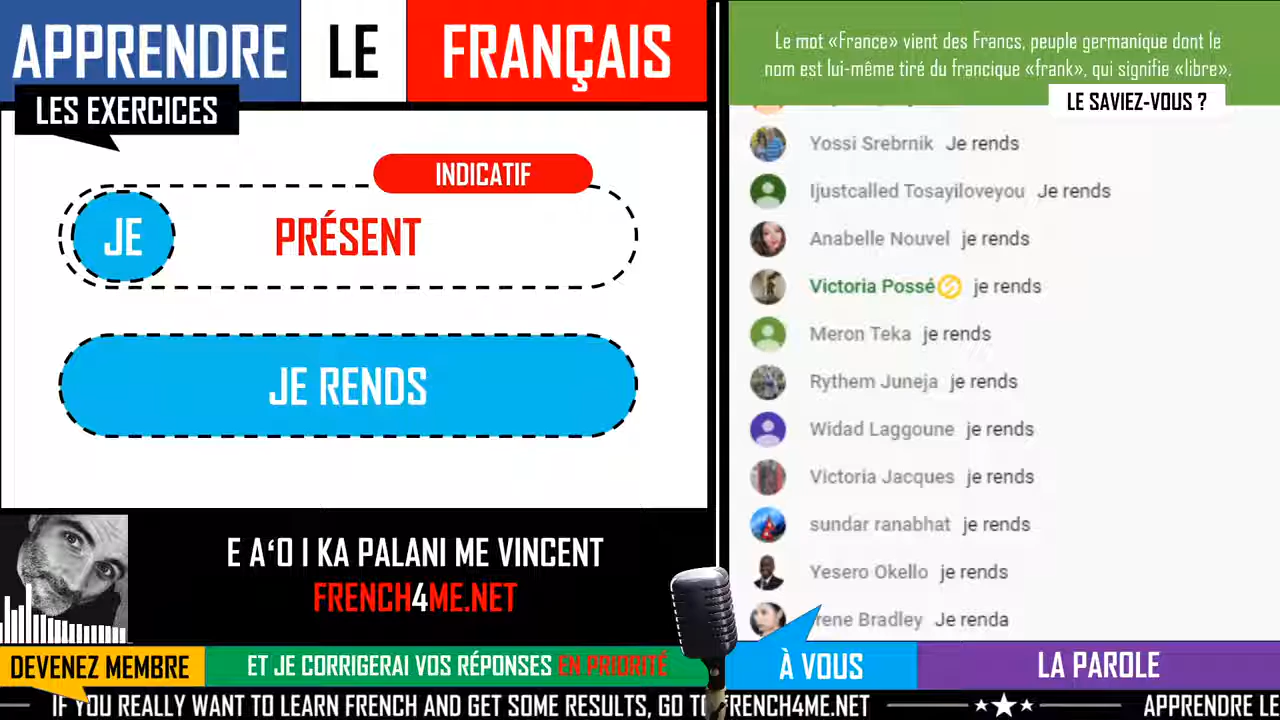 APPRENDRE LE FRANÇAIS
LES EXERCICES
INDICATIF
JE PRÉSENT
JE RENDS
E AʻO I KA PALANI ME VINCENT
FRENCH4ME.NET
DEVENEZ MEMBRE
ET JE CORRIGERAI VOS RÉPONSES EN PRIORITÉ
Le mot «France» vient des Francs, peuple germanique dont le
nom est lui-même tiré du francique «frank», qui signifie «libre».
LE SAVIEZ-VOUS ?
Yossi Srebrnik Je rends
Ijustcalled Tosayiloveyou Je rends
Anabelle Nouvel je rends
Victoria Possé je rends
Meron Teka je rends
Rythem Juneja je rends
Widad Laggoune je rends
Victoria Jacques je rends
sundar ranabhat je rends
Yesero Okello je rends
rene Bradley Je renda
À VOUS
LA PAROLE
IF YOU REALLY WANT TO LEARN FRENCH AND GET SOME RESULTS, GO TO FRENCH4ME.NET
APPRENDRE LE